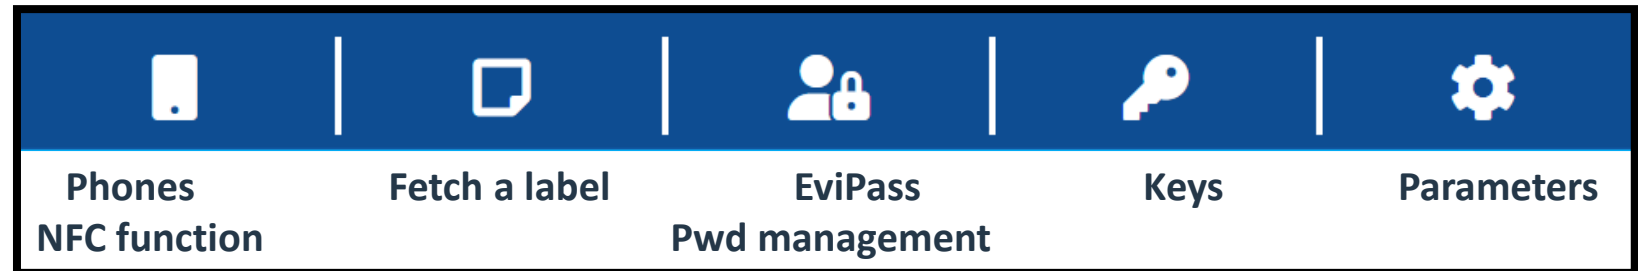 Phones
NFC function
Fetch a label
EviPass
Pwd management
Keys
Parameters